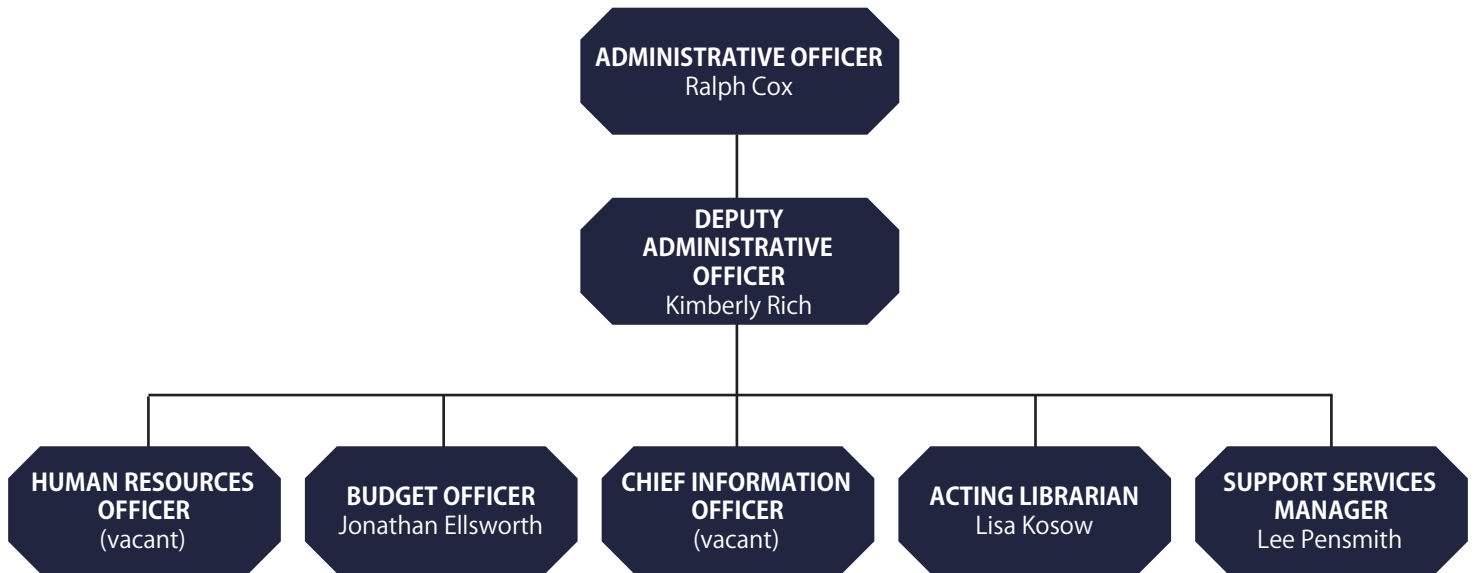 ADMINISTRATIVE OFFICER
Ralph Cox
DEPUTY
ADMINISTRATIVE
OFFICER
Kimberly Rich
HUMAN RESOURCES
OFFICER
(vacant)
BUDGET OFFICER
Jonathan Ellsworth
CHIEF INFORMATION
OFFICER
(vacant)
ACTING LIBRARIAN
Lisa Kosow
SUPPORT SERVICES
MANAGER
Lee Pensmith